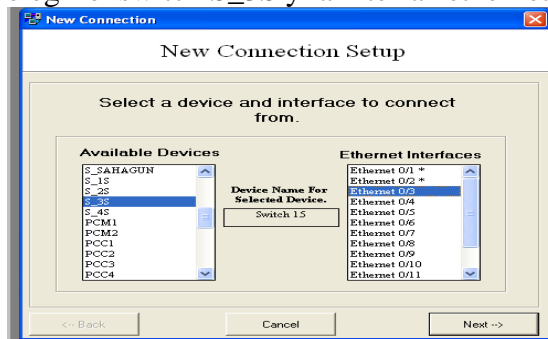 New Connection
New Connection Setup
Select a device and interface to connect
from.
Available Devices
S_SAHAGUN
S_1S
S_2S
S_3S
S_4S
PCM1
PCM2
PCC1
PCC2
PCC3
PCC4
Device Name For
Selected Device.
Switch 15
Ethernet Interfaces
Ethernet 0/1 *
Ethernet 0/2 *
Ethernet 0/3
Ethernet 0/4
Ethernet 0/5
Ethernet 0/6
Ethernet 0/7
Ethernet 0/8
Ethernet 0/9
Ethernet 0/10
Ethernet 0/11
<-- Back
Cancel
Next -->